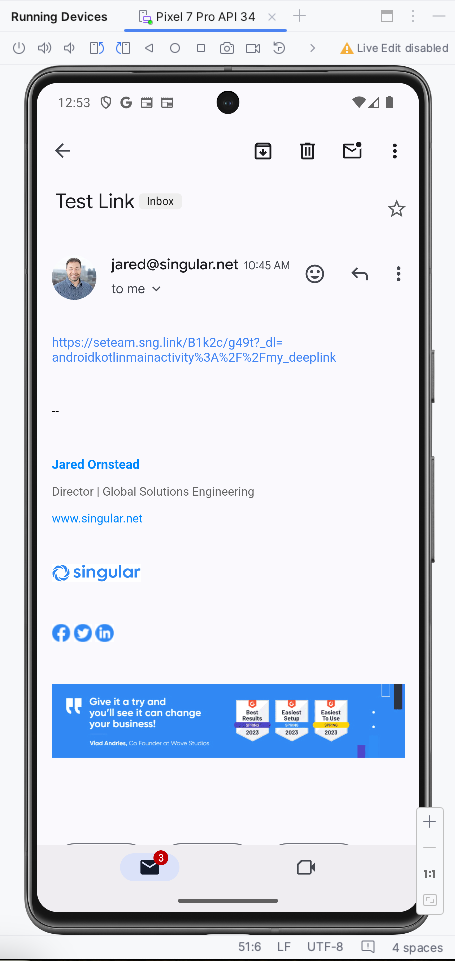 Running Devices
Pixel 7 Pro API 34
Live Edit disabled
12:53
Test Link Inbox
jared@singular.net 10:45 AM
to me
https://seteam.sng.link/B1k2c/g49t?_dl=
androidkotlinmainactivity%3A%2F%2Fmy_deeplink
--
Jared Ornstead
Director | Global Solutions Engineering
www.singular.net
singular
Give it a try and
you'll see it can change
your business!
Vlad Andries, Co Founder at Wave Studios
Best
Results
SPRING
2023
Easiest
Setup
SPRING
2023
Easiest
To Use
SPRING
2023
3
1:1
51:6 LF UTF-8 4 spaces